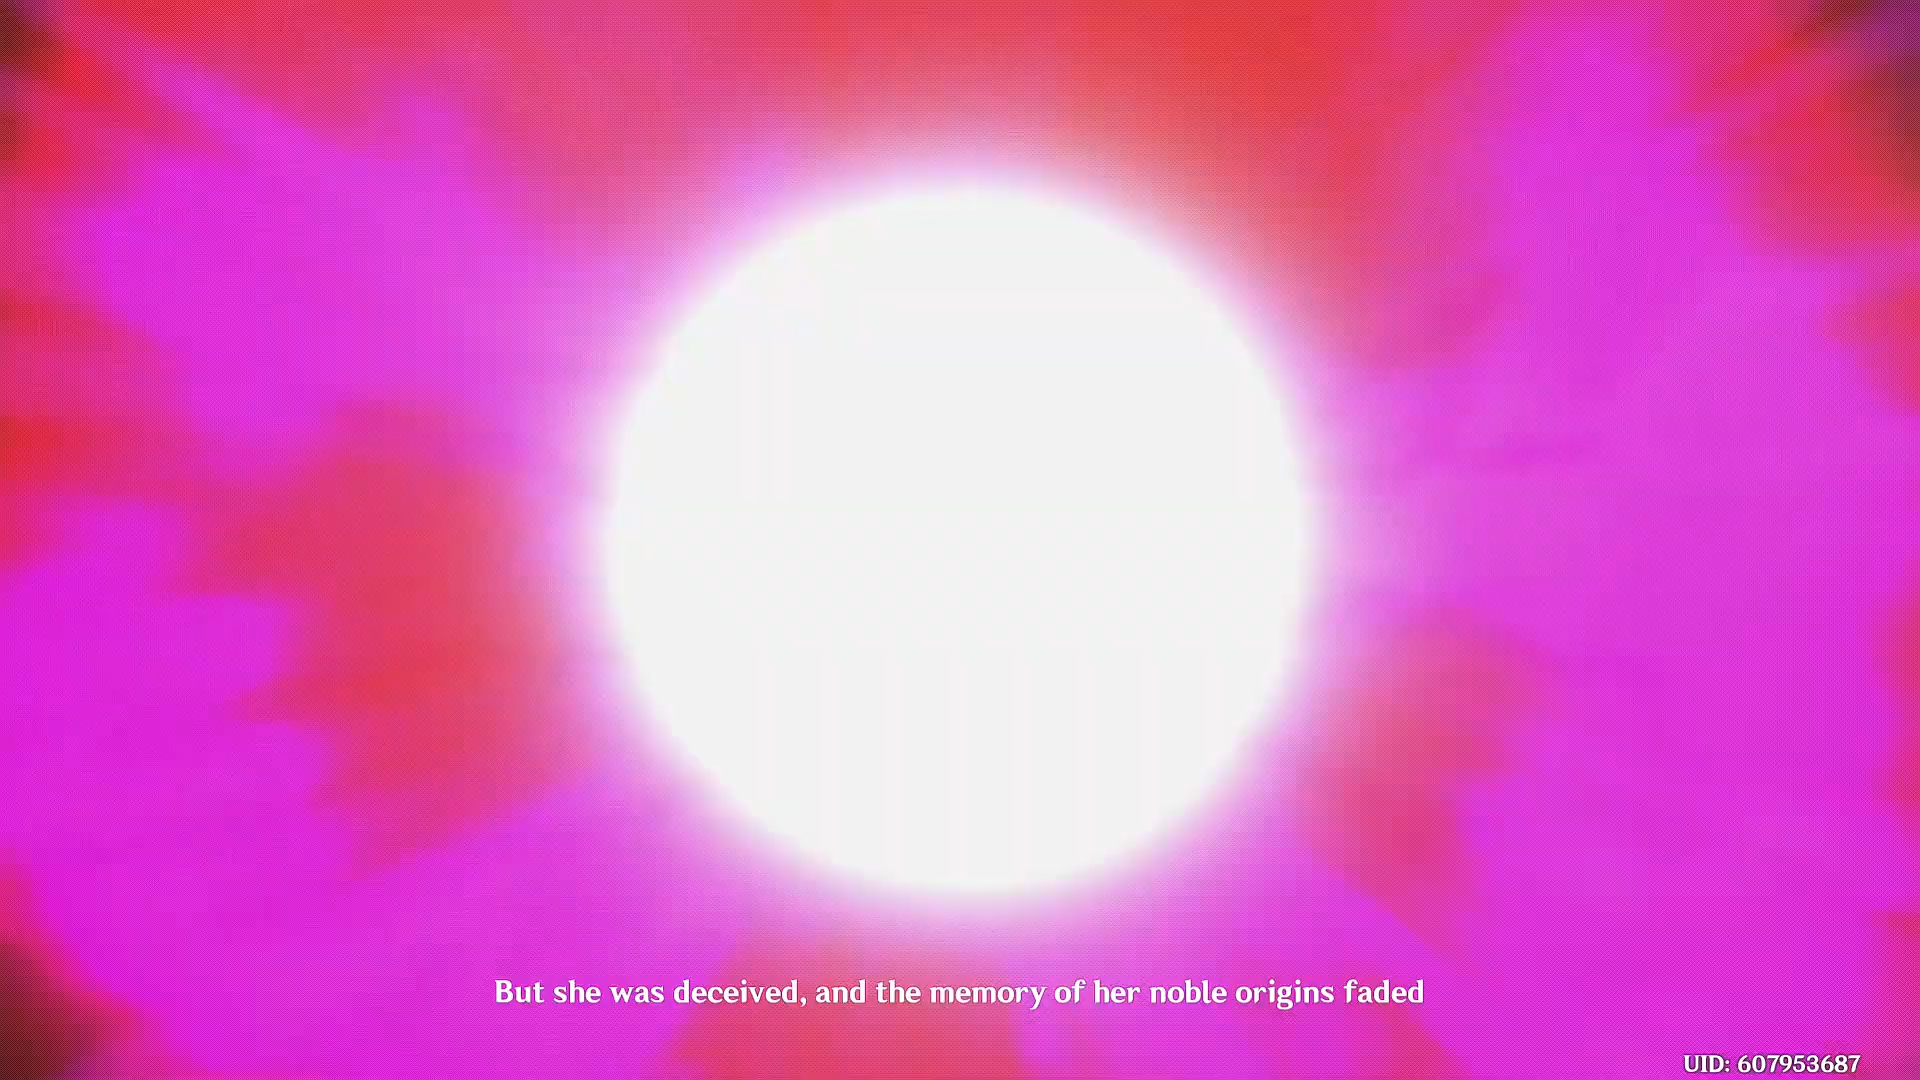 But she was deceived, and the memory of her noble origins faded
UID: 607953687